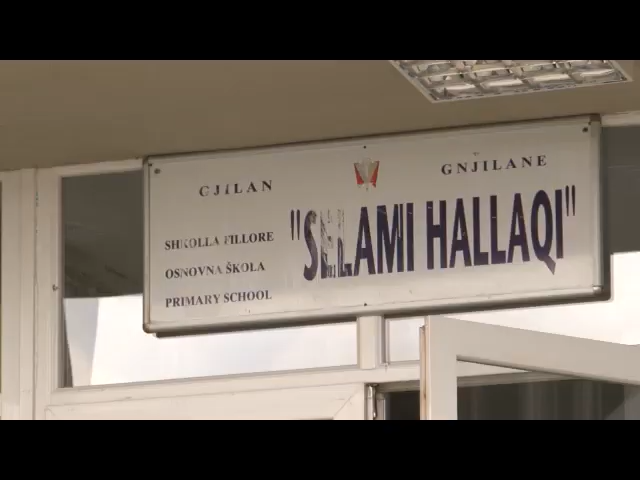 GJILAN
GNJILANE
SHKOLLA FILLORE
OSNOVNA ŠKOLA
PRIMARY SCHOOL
"SELAMI HALLAQI"